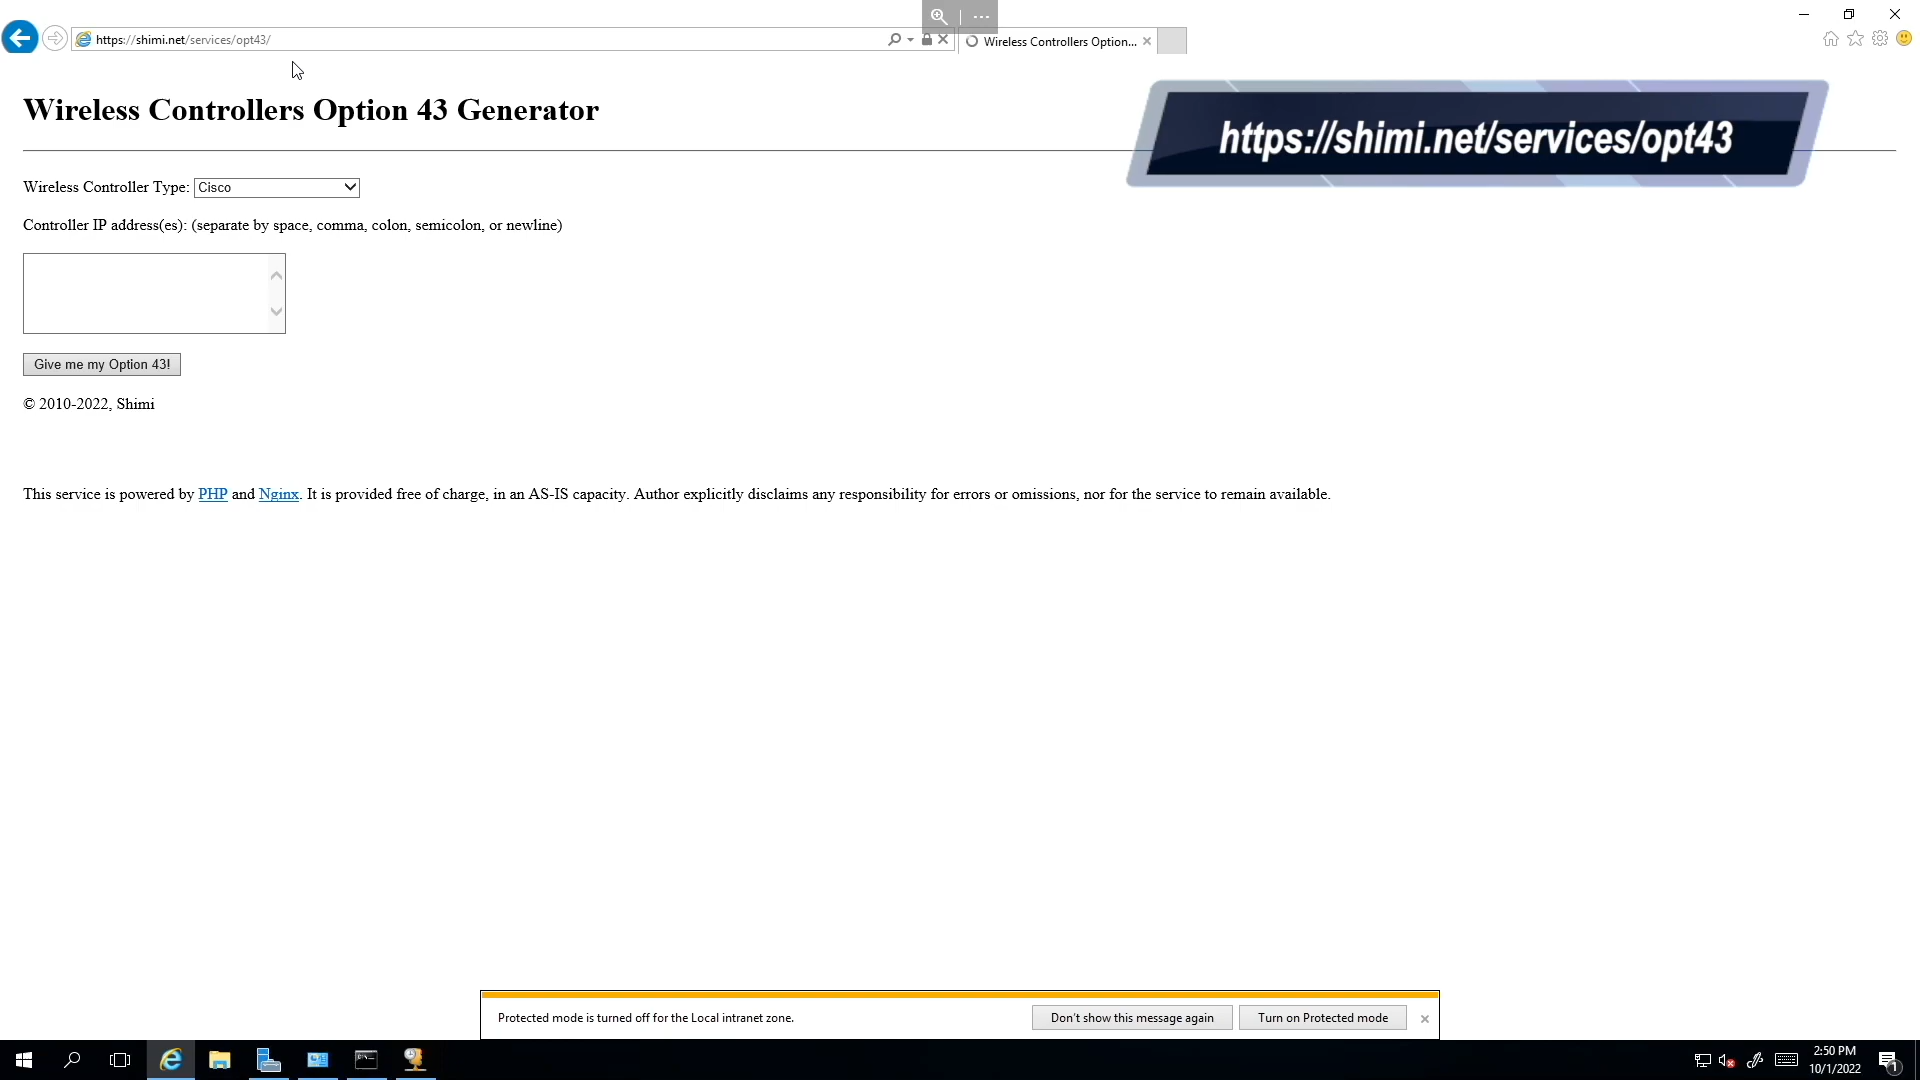 https://shimi.net/services/opt43/
Wireless Controllers Option...
Wireless Controllers Option 43 Generator
https://shimi.net/services/opt43
Wireless Controller Type: Cisco
Controller IP address(es): (separate by space, comma, colon, semicolon, or newline)
Give me my Option 43!
© 2010-2022, Shimi
This service is powered by PHP and Nginx. It is provided free of charge, in an AS-IS capacity. Author explicitly disclaims any responsibility for errors or omissions, nor for the service to remain available.
Protected mode is turned off for the Local intranet zone.
Don't show this message again
Turn on Protected mode
2:50 PM
10/1/2022
1